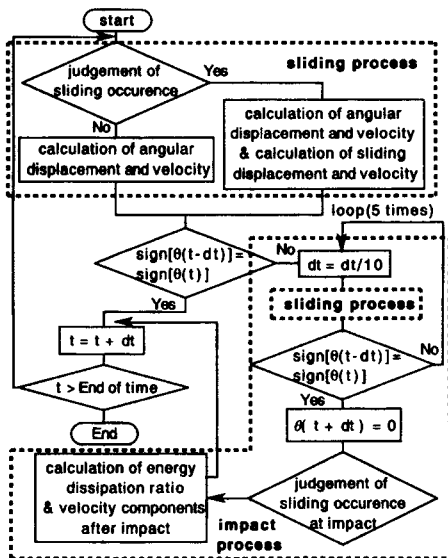 start
judgement of
sliding occurence
Yes
sliding process
No
calculation of angular
displacement and velocity
calculation of angular
displacement and velocity
& calculation of sliding
displacement and velocity
loop(5 times)
sign[θ(t-dt)]=
sign[θ(t)]
No
dt = dt/10
Yes
sliding process
t = t + dt
sign[θ(t-dt)]=
sign[θ(t)]
No
t > End of time
Yes
End
θ( t + dt ) = 0
calculation of energy
dissipation ratio
& velocity components
after impact
judgement of
sliding occurence
at impact
impact
process